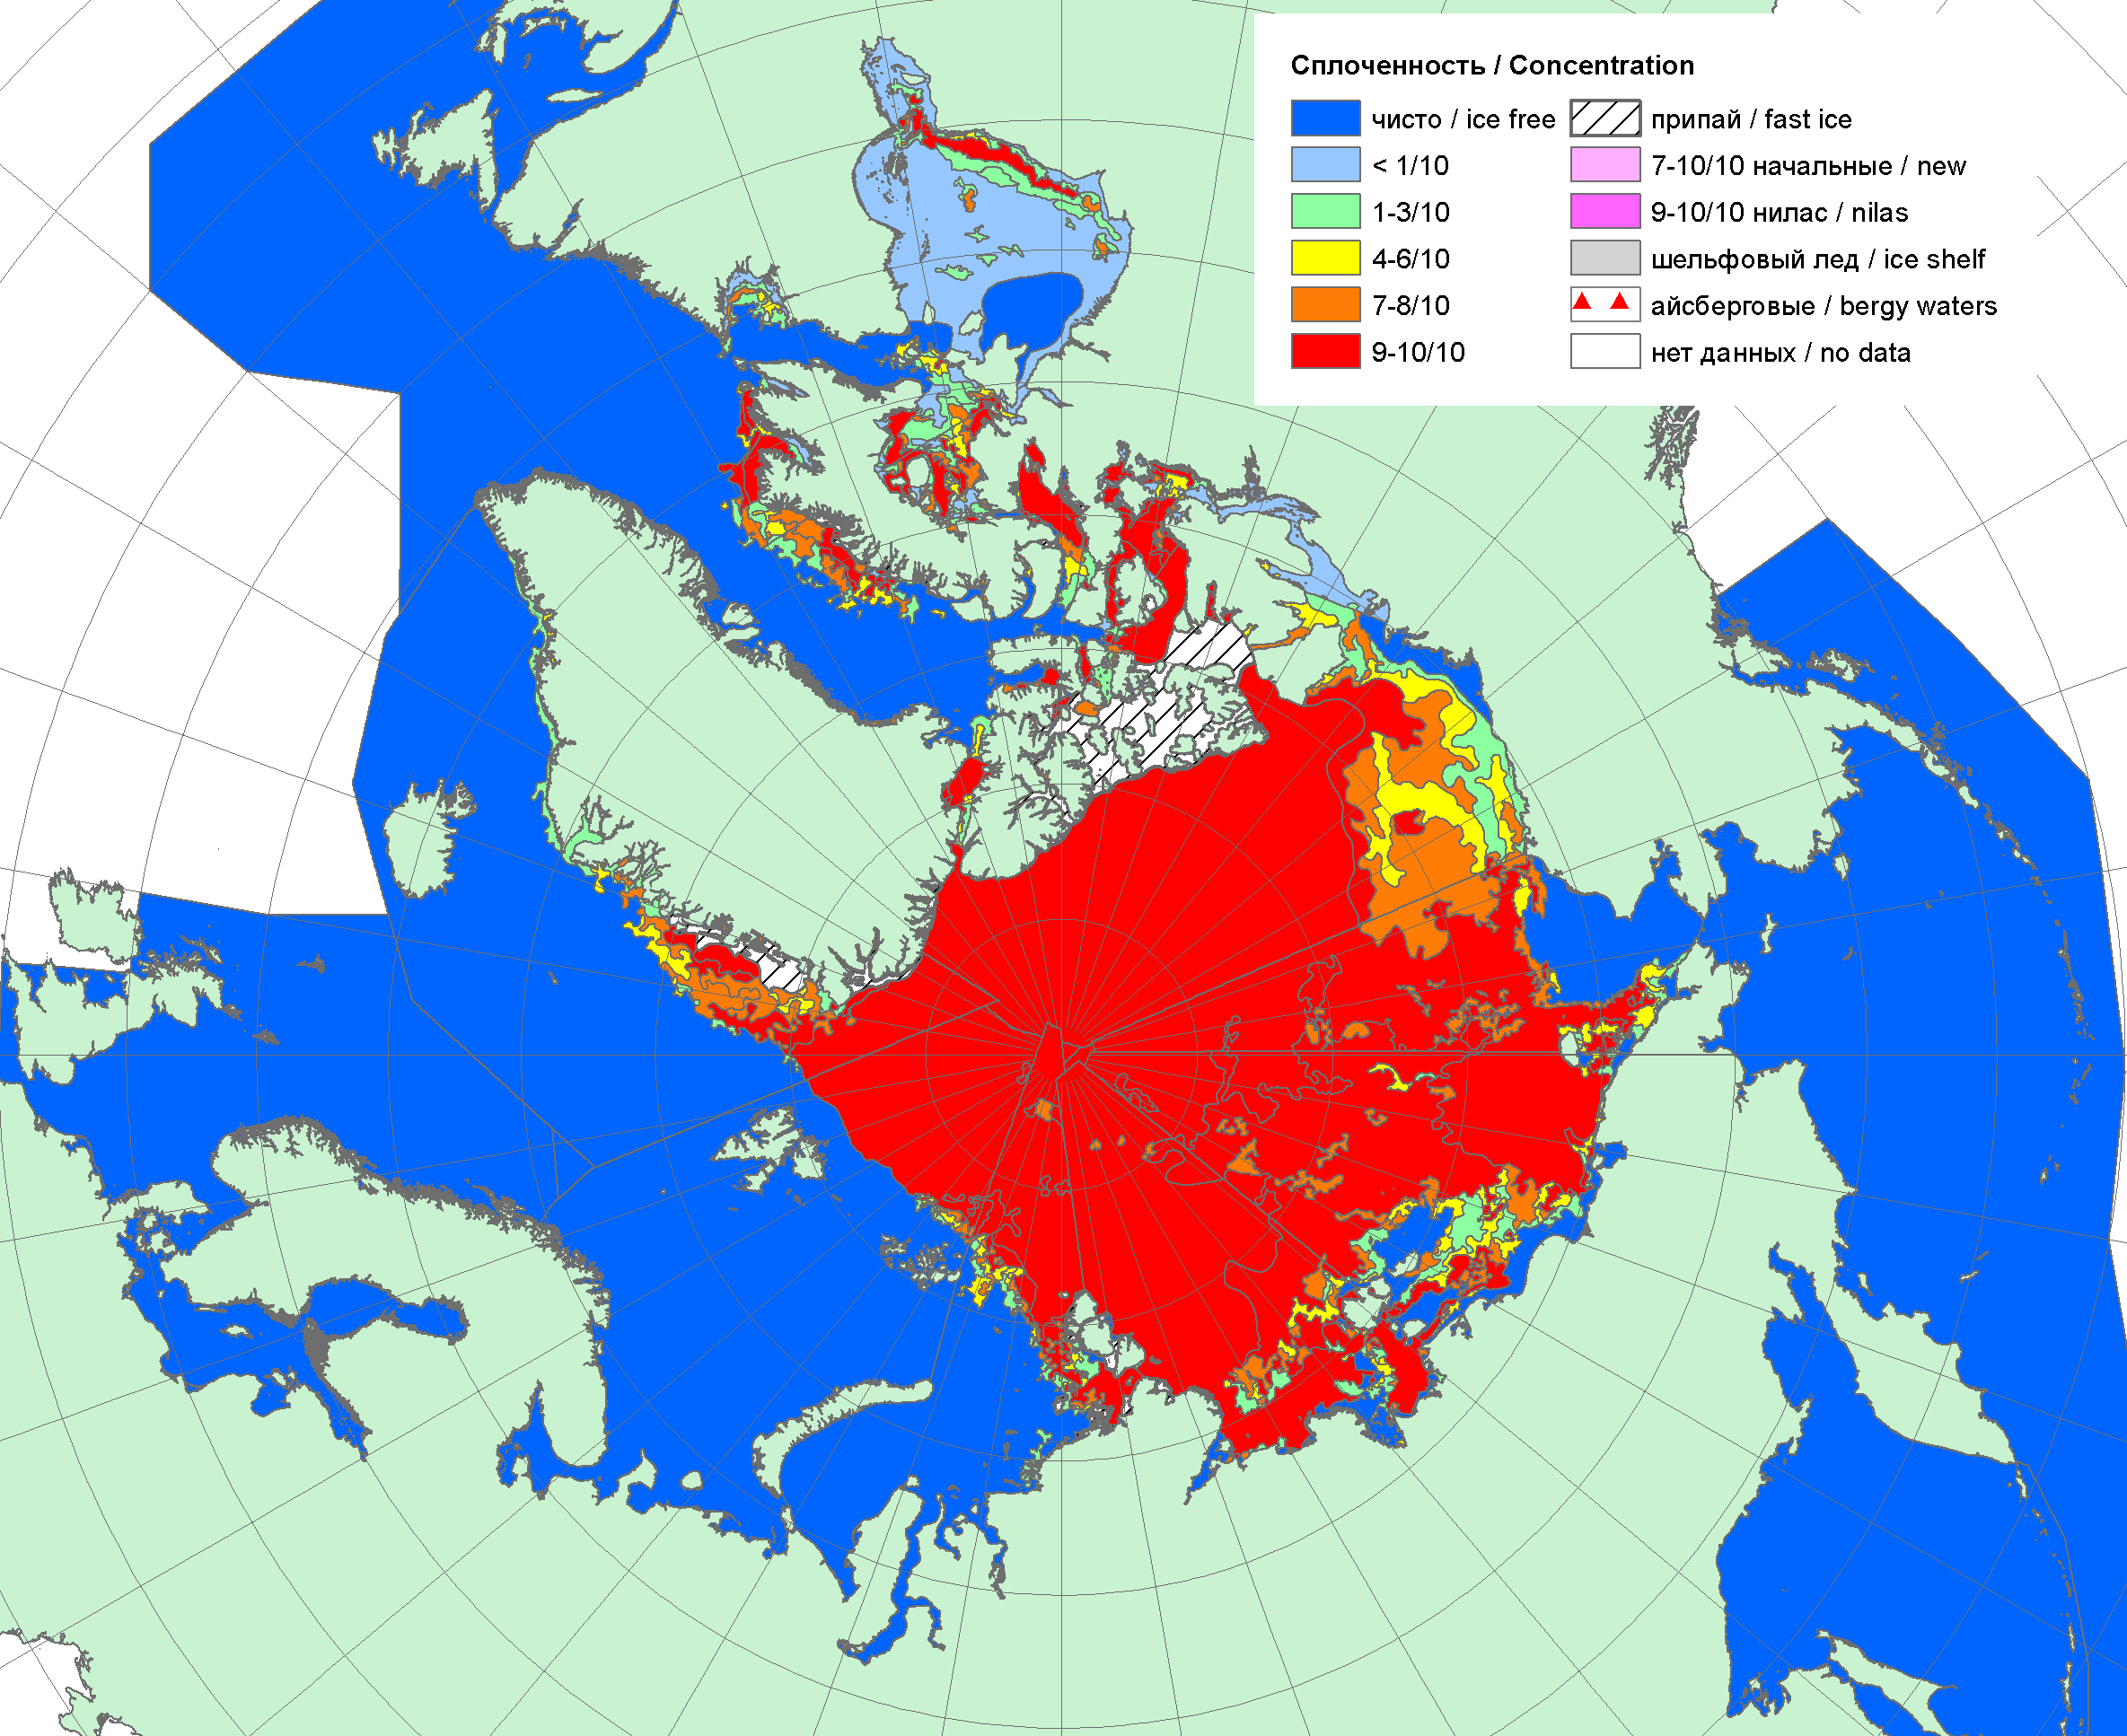 Сплоченность / Concentration
чисто / ice free
< 1/10
1-3/10
4-6/10
7-8/10
9-10/10
припай / fast ice
7-10/10 начальные / new
9-10/10 нилас / nilas
шельфовый лед / ice shelf
айсберговые / bergy waters
нет данных / no data